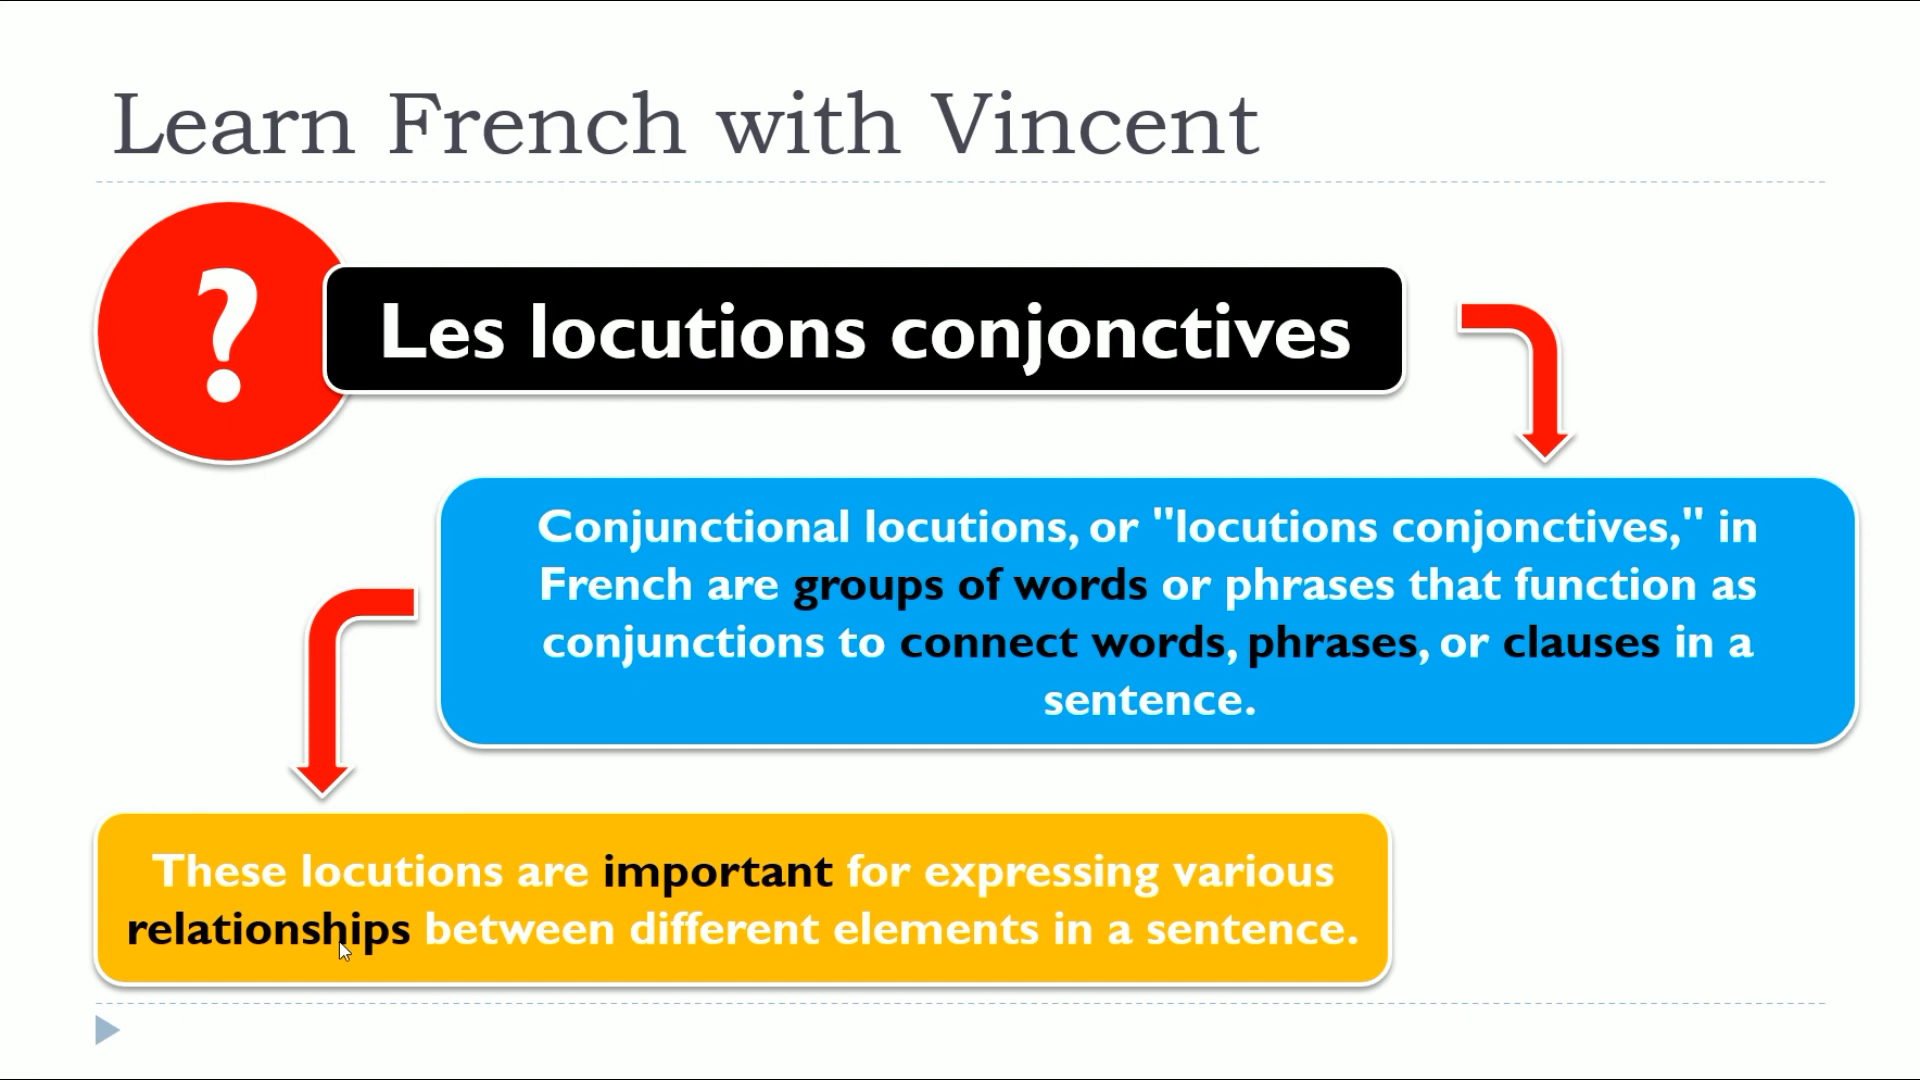 Learn French with Vincent
?
Les locutions conjonctives
Conjunctional locutions, or "locutions conjonctives," in
French are groups of words or phrases that function as
conjunctions to connect words, phrases, or clauses in a
sentence.
These locutions are important for expressing various
relationships between different elements in a sentence.